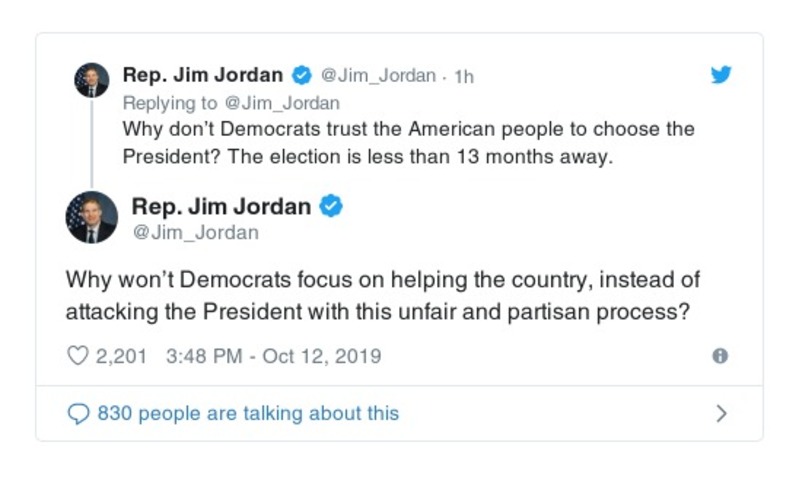 Rep. Jim Jordan @Jim_Jordan · 1h
Replying to @Jim_Jordan
Why don’t Democrats trust the American people to choose the
President? The election is less than 13 months away.
Rep. Jim Jordan
@Jim_Jordan
Why won’t Democrats focus on helping the country, instead of
attacking the President with this unfair and partisan process?
2,201 3:48 PM - Oct 12, 2019
830 people are talking about this